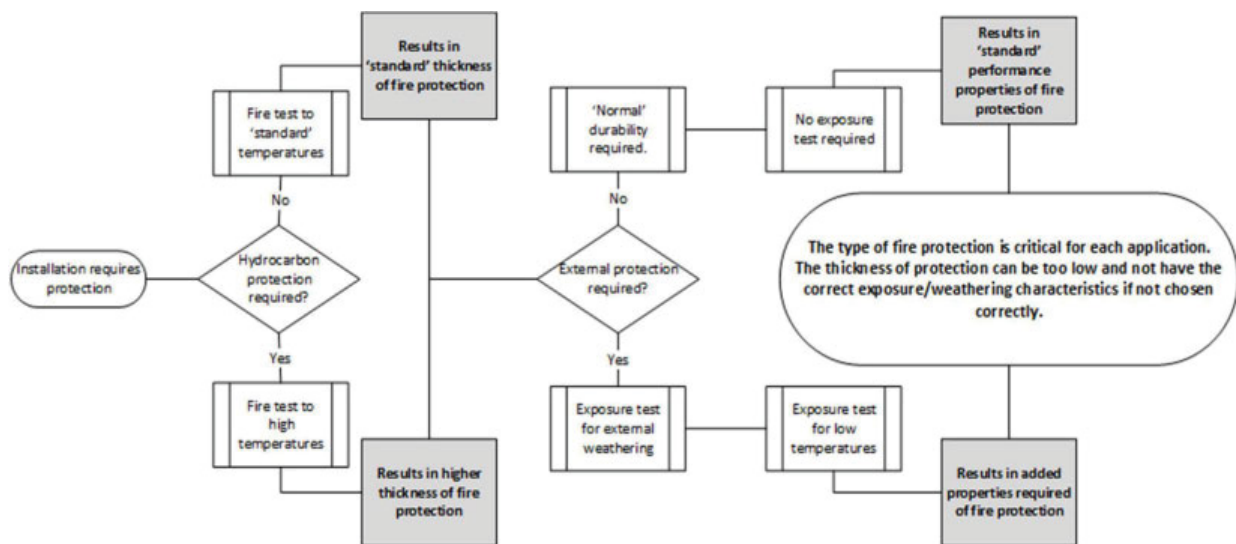 Installation requires
protection
Hydrocarbon
protection
required?
No
Fire test to
‘standard’
temperatures
Results in
‘standard’ thickness
of fire protection
Yes
Fire test to
high
temperatures
Results in higher
thickness of fire
protection
External protection
required?
No
‘Normal’
durability
required.
No exposure
test required
Results in
‘standard’
performance
properties of fire
protection
Yes
Exposure test
for external
weathering
Exposure test
for low
temperatures
Results in added
properties required
of fire protection
The type of fire protection is critical for each application.
The thickness of protection can be too low and not have the
correct exposure/weathering characteristics if not chosen
correctly.